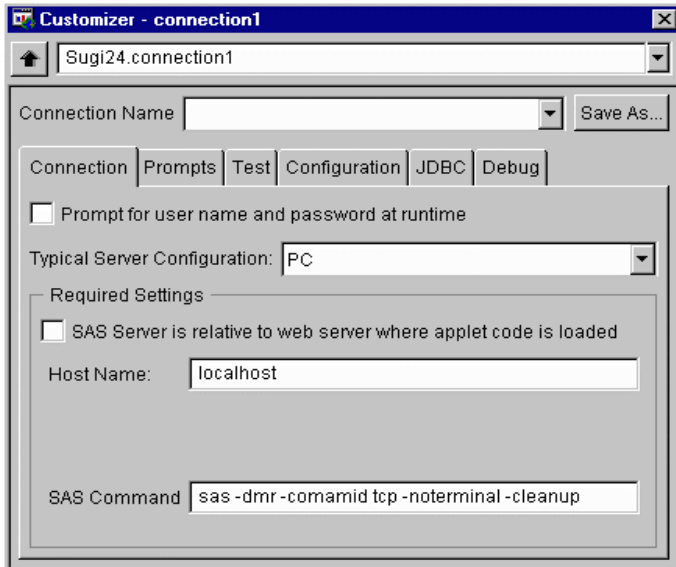 Customizer - connection1
Sugi24.connection1
Connection Name Save As...
Connection Prompts Test Configuration JDBC Debug
Prompt for user name and password at runtime
Typical Server Configuration: PC
Required Settings
SAS Server is relative to web server where applet code is loaded
Host Name: localhost
SAS Command sas -dmr -comamid tcp -noterminal -cleanup